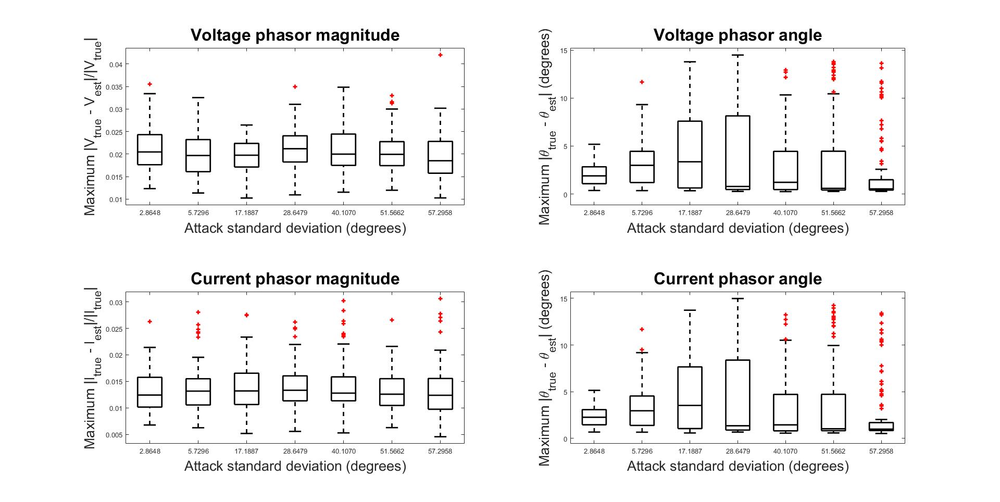 Voltage phasor magnitude
Maximum |V_true - V_est|/|V_true|
0.04
0.035
0.03
0.025
0.02
0.015
0.01
2.8648 5.7296 17.1887 28.6479 40.1070 51.5662 57.2958
Attack standard deviation (degrees)
Voltage phasor angle
Maximum |θ_true - θ_est| (degrees)
15
10
5
0
2.8648 5.7296 17.1887 28.6479 40.1070 51.5662 57.2958
Attack standard deviation (degrees)
Current phasor magnitude
Maximum |I_true - I_est|/|I_true|
0.03
0.025
0.02
0.015
0.01
0.005
2.8648 5.7296 17.1887 28.6479 40.1070 51.5662 57.2958
Attack standard deviation (degrees)
Current phasor angle
Maximum |θ_true - θ_est| (degrees)
15
10
5
0
2.8648 5.7296 17.1887 28.6479 40.1070 51.5662 57.2958
Attack standard deviation (degrees)